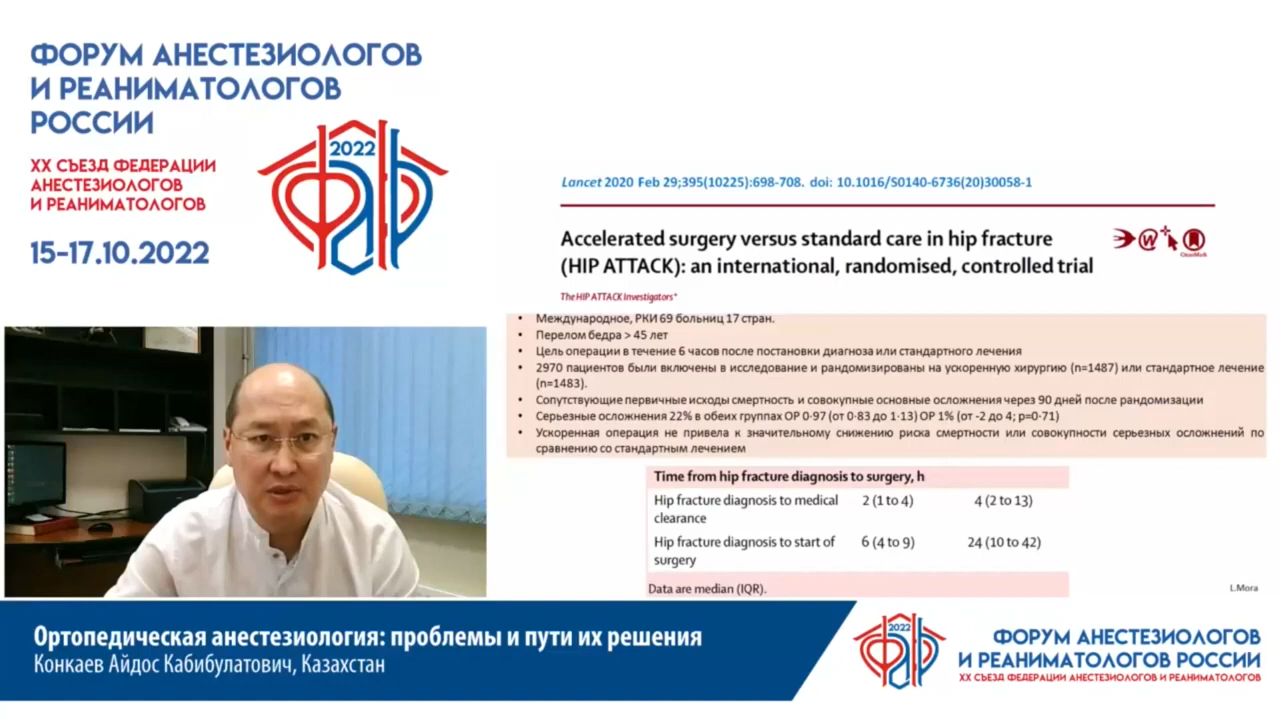 ФОРУМ АНЕСТЕЗИОЛОГОВ
И РЕАНИМАТОЛОГОВ
РОССИИ
XX СЪЕЗД ФЕДЕРАЦИИ
АНЕСТЕЗИОЛОГОВ
И РЕАНИМАТОЛОГОВ
15-17.10.2022
2022
ФАР
Lancet 2020 Feb 29;395(10225):698-708. doi: 10.1016/S0140-6736(20)30058-1
Accelerated surgery versus standard care in hip fracture
(HIP ATTACK): an international, randomised, controlled trial
The HIP ATTACK Investigators*
• Международное, РКИ 69 больниц 17 стран.
• Перелом бедра > 45 лет
• Цель операции в течение 6 часов после постановки диагноза или стандартного лечения
• 2970 пациентов были включены в исследование и рандомизированы на ускоренную хирургию (n=1487) или стандартное лечение
(n=1483).
• Сопутствующие первичные исходы смертность и совокупные основные осложнения через 90 дней после рандомизации
• Серьезные осложнения 22% в обеих группах ОР 0·97 (от 0·83 до 1·13) ОР 1% (от -2 до 4; p=0·71)
• Ускоренная операция не привела к значительному снижению риска смертности или совокупности серьезных осложнений по
сравнению со стандартным лечением
Time from hip fracture diagnosis to surgery, h
Hip fracture diagnosis to medical 2 (1 to 4) 4 (2 to 13)
clearance
Hip fracture diagnosis to start of 6 (4 to 9) 24 (10 to 42)
surgery
Data are median (IQR).
L.Mora
Ортопедическая анестезиология: проблемы и пути их решения
Конкаев Айдос Кабибулатович, Казахстан
2022
ФАР
ФОРУМ АНЕСТЕЗИОЛОГОВ
И РЕАНИМАТОЛОГОВ РОССИИ
XX СЪЕЗД ФЕДЕРАЦИИ АНЕСТЕЗИОЛОГОВ И РЕАНИМАТОЛОГОВ